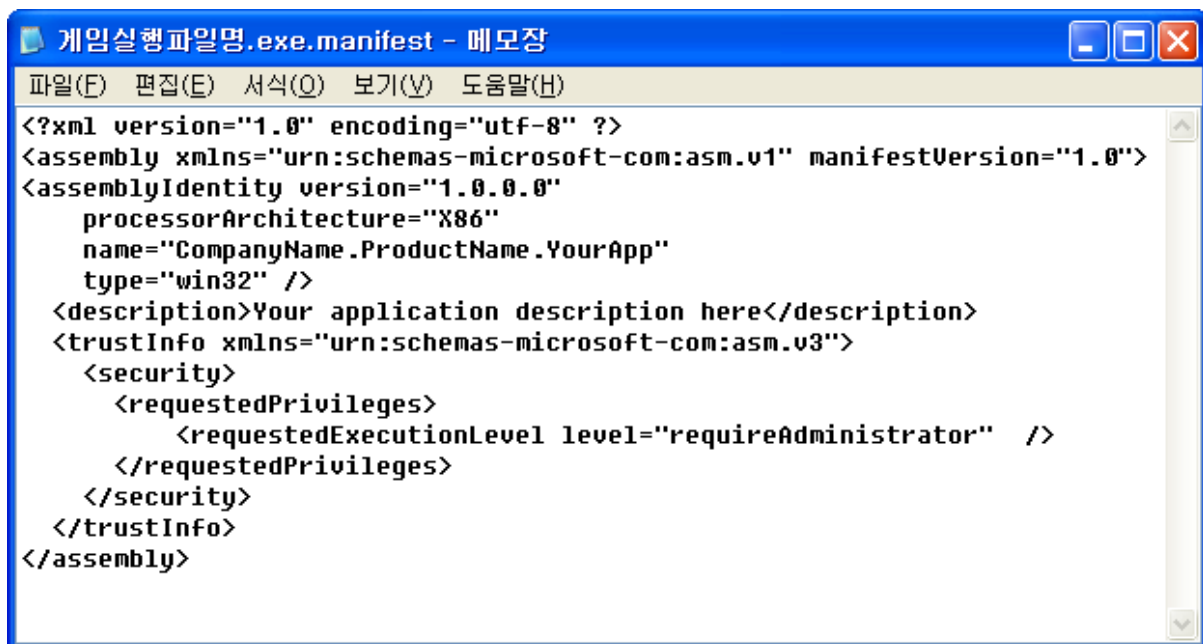 게임실행파일명.exe.manifest - 메모장
파일(F) 편집(E) 서식(O) 보기(V) 도움말(H)
<?xml version="1.0" encoding="utf-8" ?>
<assembly xmlns="urn:schemas-microsoft-com:asm.v1" manifestVersion="1.0">
<assemblyIdentity version="1.0.0.0"
    processorArchitecture="X86"
    name="CompanyName.ProductName.YourApp"
    type="win32" />
  <description>Your application description here</description>
  <trustInfo xmlns="urn:schemas-microsoft-com:asm.v3">
    <security>
      <requestedPrivileges>
          <requestedExecutionLevel level="requireAdministrator"  />
      </requestedPrivileges>
    </security>
  </trustInfo>
</assembly>